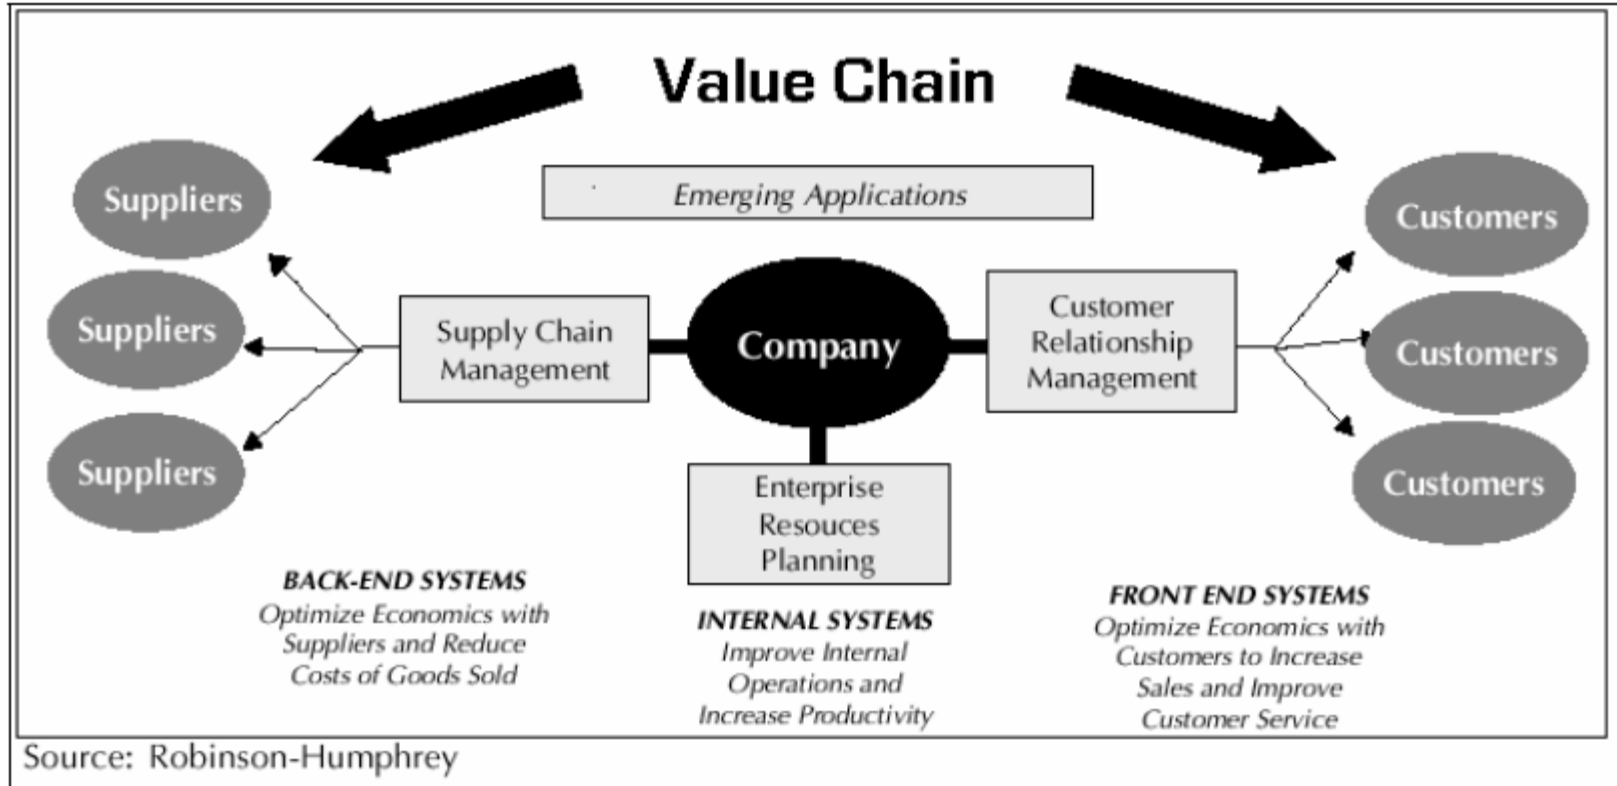 Value Chain
Emerging Applications
Suppliers
Suppliers
Suppliers
Supply Chain
Management
Company
Customer
Relationship
Management
Customers
Customers
Customers
Enterprise
Resouces
Planning
BACK-END SYSTEMS
Optimize Economics with
Suppliers and Reduce
Costs of Goods Sold
INTERNAL SYSTEMS
Improve Internal
Operations and
Increase Productivity
FRONT END SYSTEMS
Optimize Economics with
Customers to Increase
Sales and Improve
Customer Service
Source: Robinson-Humphrey